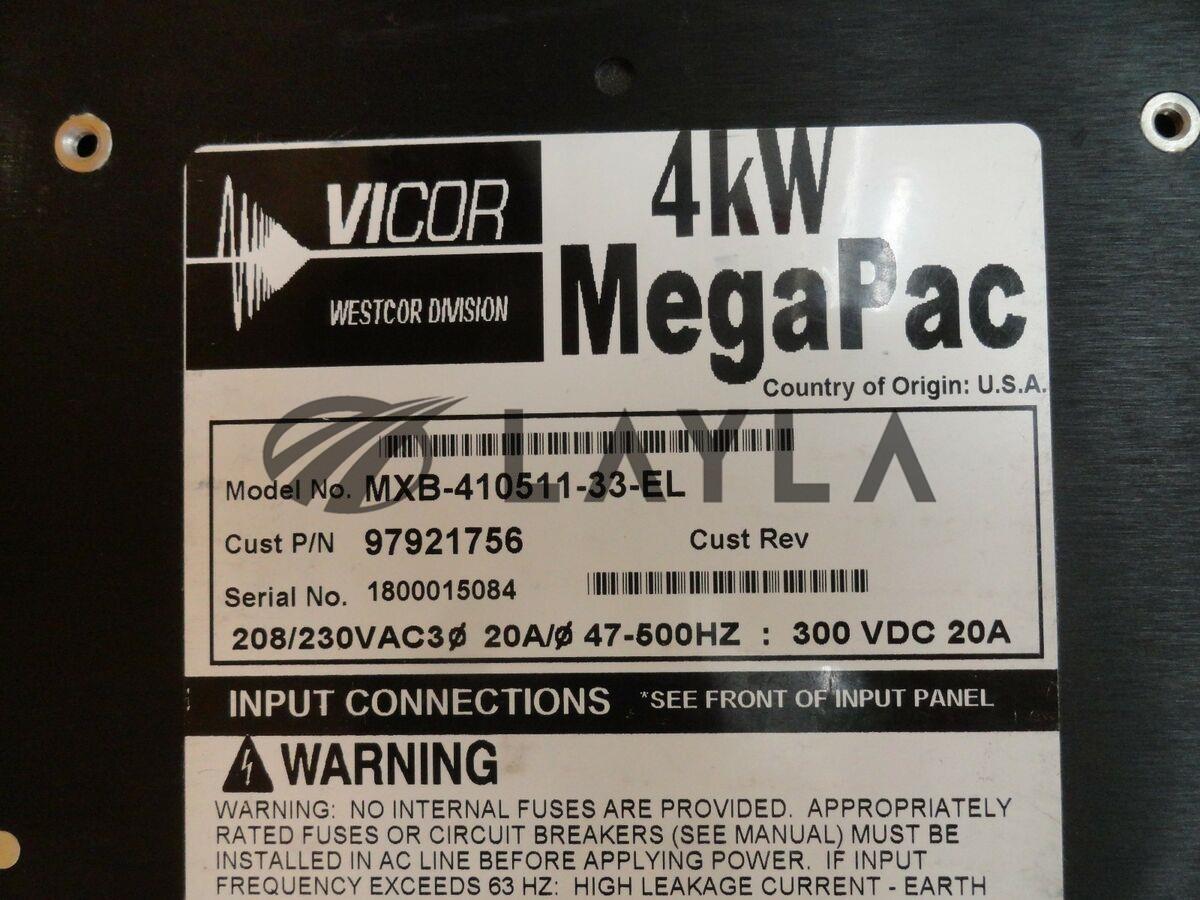 VICOR
WESTCOR DIVISION
4kW
MegaPac
Country of Origin: U.S.A.
LAYLA
Model No. MXB-410511-33-EL
Cust P/N 97921756 Cust Rev
Serial No. 1800015084
208/230VAC3ø 20A/ø 47-500HZ : 300 VDC 20A
INPUT CONNECTIONS *SEE FRONT OF INPUT PANEL
WARNING
WARNING: NO INTERNAL FUSES ARE PROVIDED. APPROPRIATELY
RATED FUSES OR CIRCUIT BREAKERS (SEE MANUAL) MUST BE
INSTALLED IN AC LINE BEFORE APPLYING POWER. IF INPUT
FREQUENCY EXCEEDS 63 HZ: HIGH LEAKAGE CURRENT - EARTH